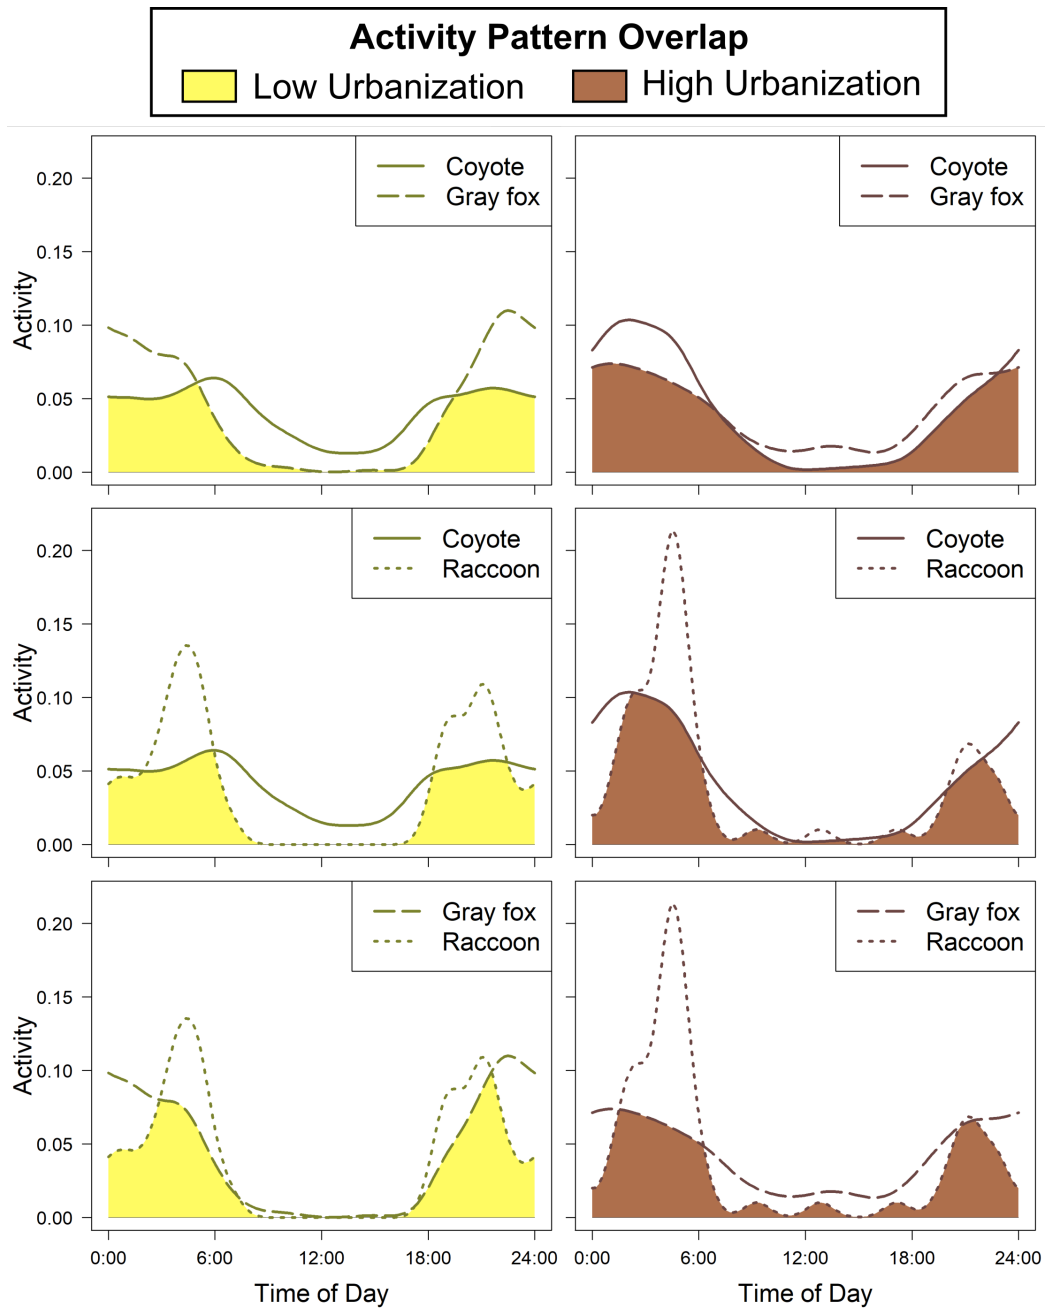 Activity Pattern Overlap
Low Urbanization High Urbanization
Coyote
Gray fox
0.20
0.15
0.10
0.05
0.00
Activity
Coyote
Gray fox
Coyote
Raccoon
0.20
0.15
0.10
0.05
0.00
Activity
Coyote
Raccoon
Gray fox
Raccoon
0.20
0.15
0.10
0.05
0.00
Activity
0:00 6:00 12:00 18:00 24:00
Time of Day
Gray fox
Raccoon
0:00 6:00 12:00 18:00 24:00
Time of Day